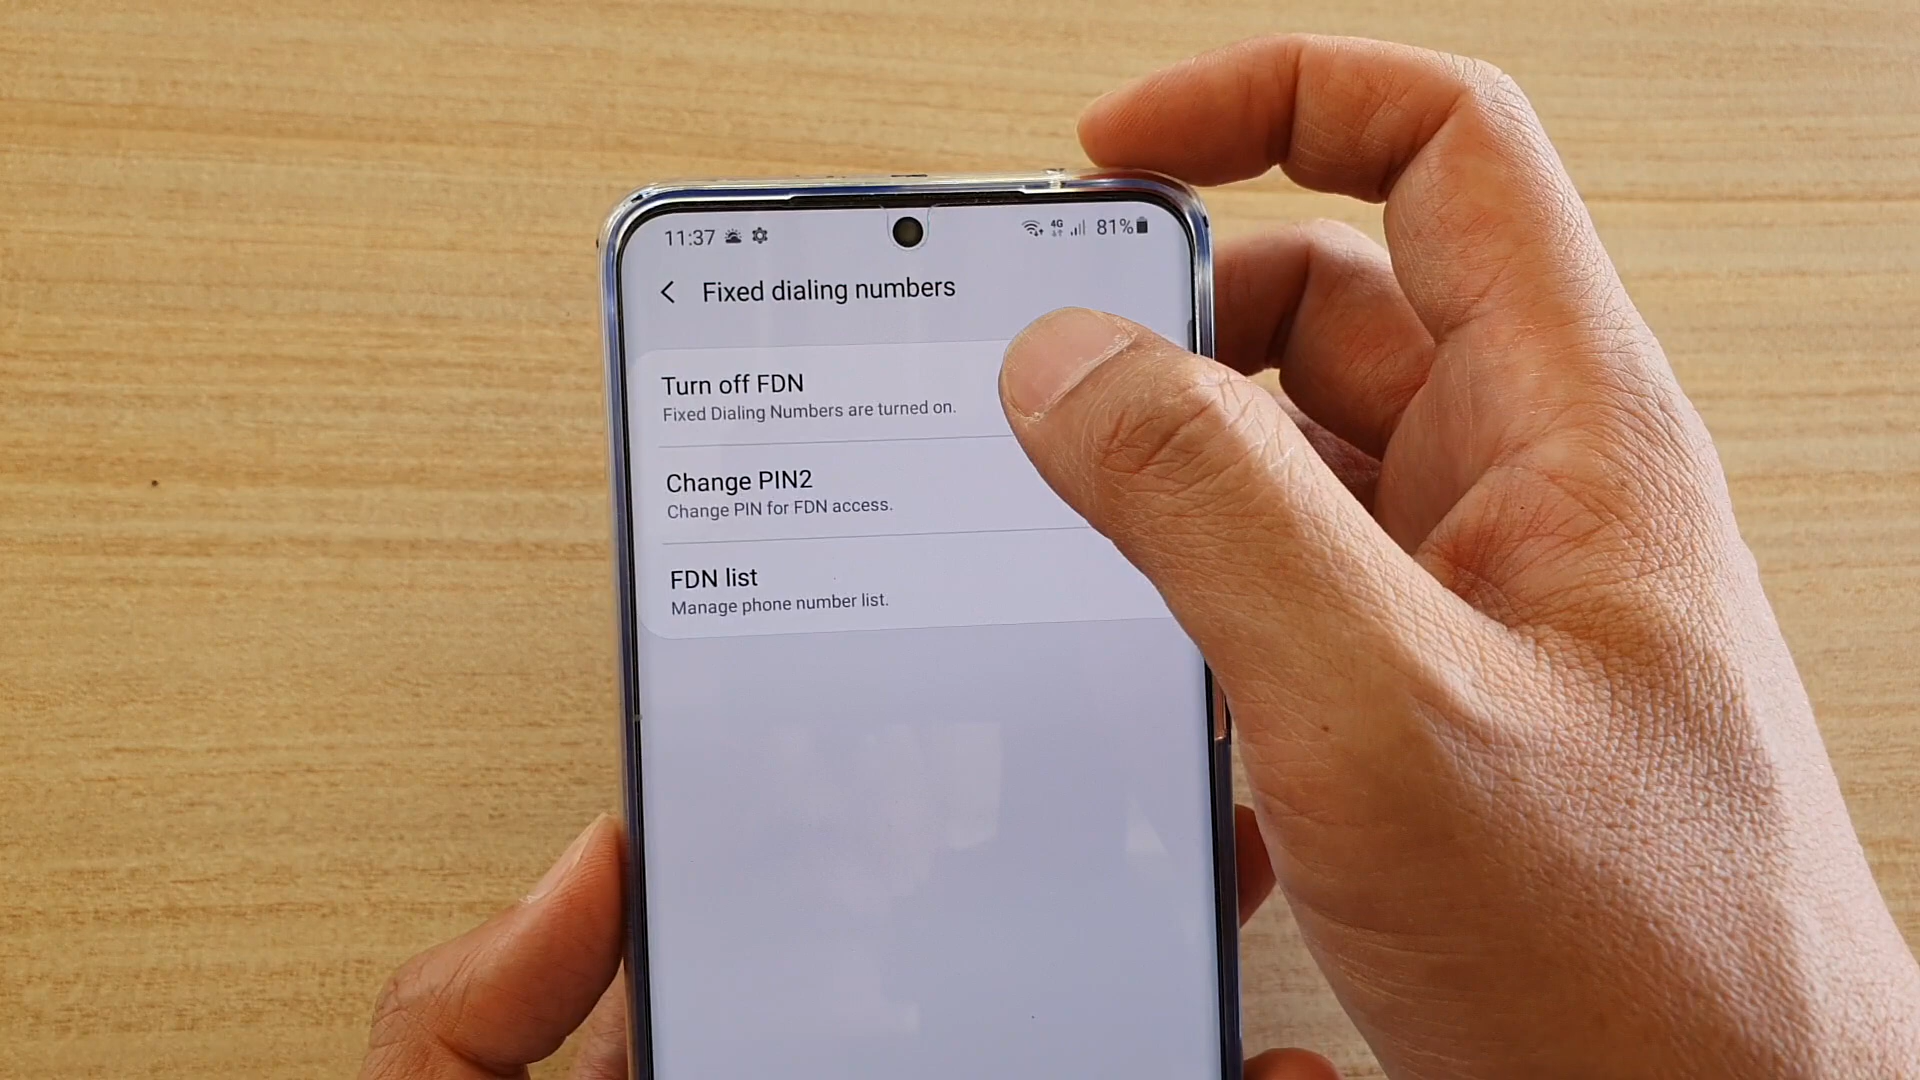 11:37 4G 81%
Fixed dialing numbers
Turn off FDN
Fixed Dialing Numbers are turned on.
Change PIN2
Change PIN for FDN access.
FDN list
Manage phone number list.